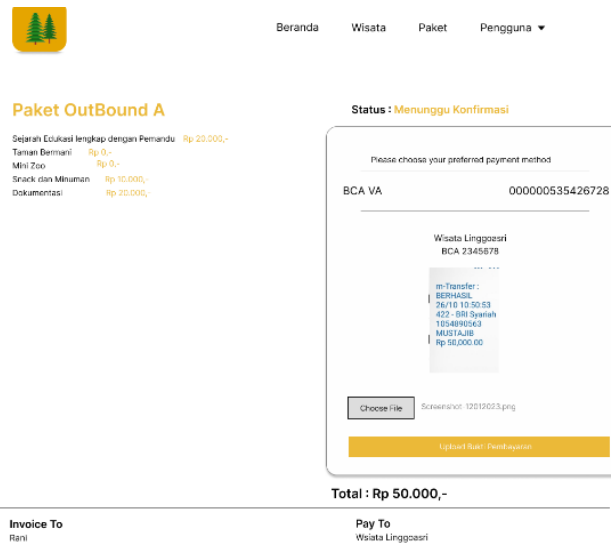 Beranda Wisata Paket Pengguna
Paket OutBound A
Status : Menunggu Konfirmasi
Sejarah Edukasi lengkap dengan Pemandu Rp 20.000,-
Taman Bermani Rp 0,-
Mini Zoo Rp 0,-
Snack dan Minuman Rp 10.000,-
Dokumentasi Rp 20.000,-
Please choose your preferred payment method
BCA VA 000000535426728
Wisata Linggoasri
BCA 2345678
m-Transfer :
BERHASIL
26/10 10:50:53
422 - BRI Syariah
1054890563
MUSTAJIB
Rp 50,000.00
Choose File Screenshot 12012023.png
Upload Bukti Pembayaran
Total : Rp 50.000,-
Invoice To
Rani
Pay To
Wsiata Linggoasri